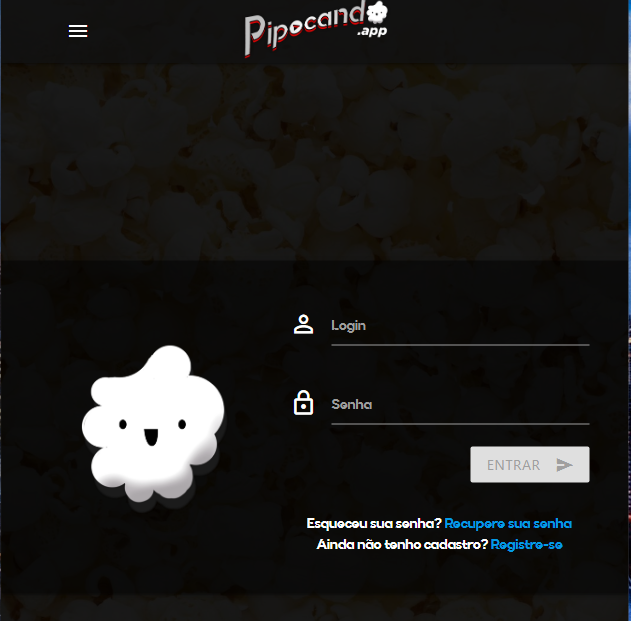 Pipocando
.app
Login
Senha
ENTRAR
Esqueceu sua senha? Recupere sua senha
Ainda não tenho cadastro? Registre-se